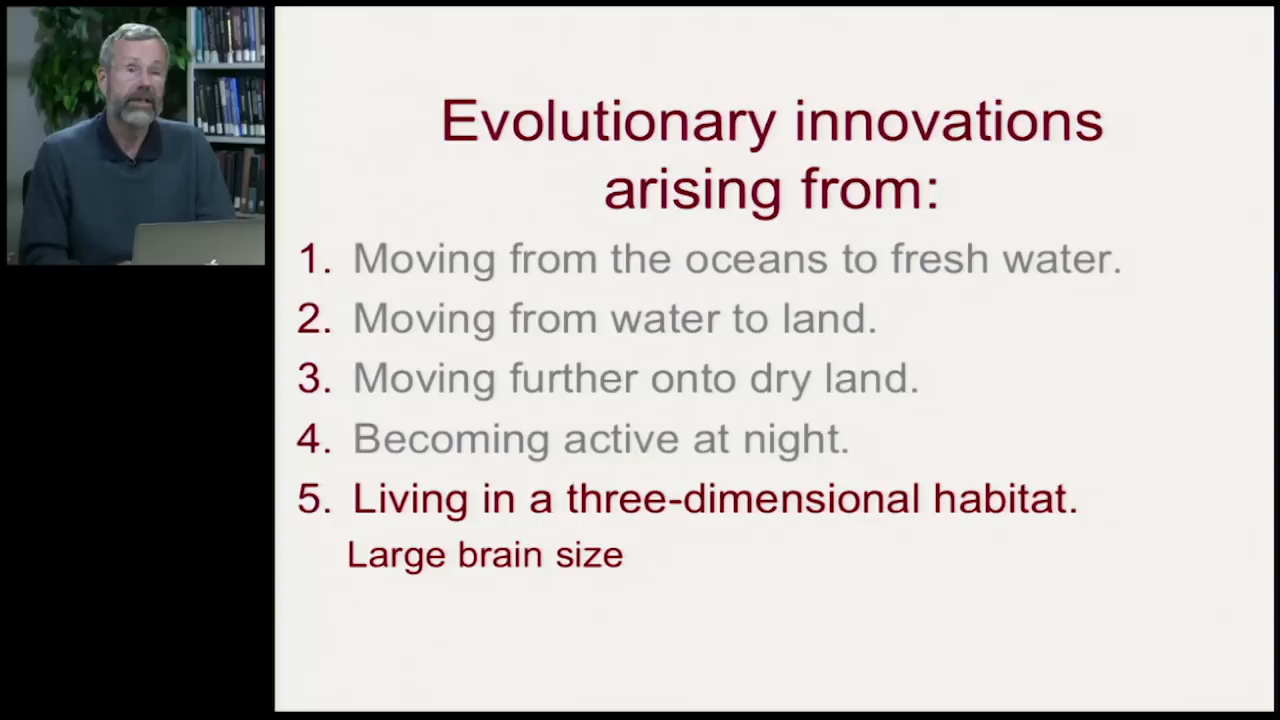 Evolutionary innovations
arising from:
1. Moving from the oceans to fresh water.
2. Moving from water to land.
3. Moving further onto dry land.
4. Becoming active at night.
5. Living in a three-dimensional habitat.
Large brain size